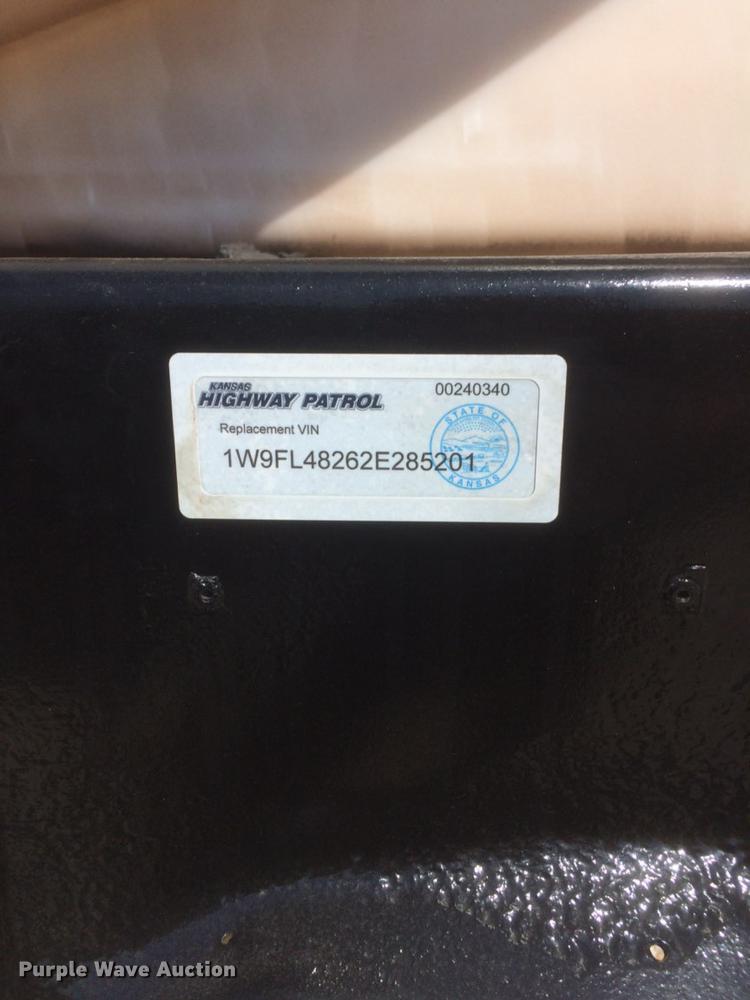 KANSAS
HIGHWAY PATROL
00240340
Replacement VIN
1W9FL48262E285201
STATE OF
KANSAS
Purple Wave Auction